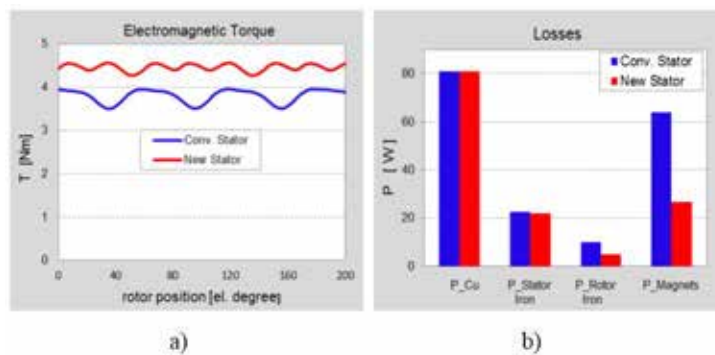 Electromagnetic Torque
5
4
3
2
1
0
T [Nm]
Conv. Stator
New Stator
0 40 80 120 160 200
rotor position [el. degree]
a)
Losses
Conv. Stator
New Stator
80
60
40
20
0
P [W]
P_Cu P_Stator Iron P_Rotor Iron P_Magnets
b)